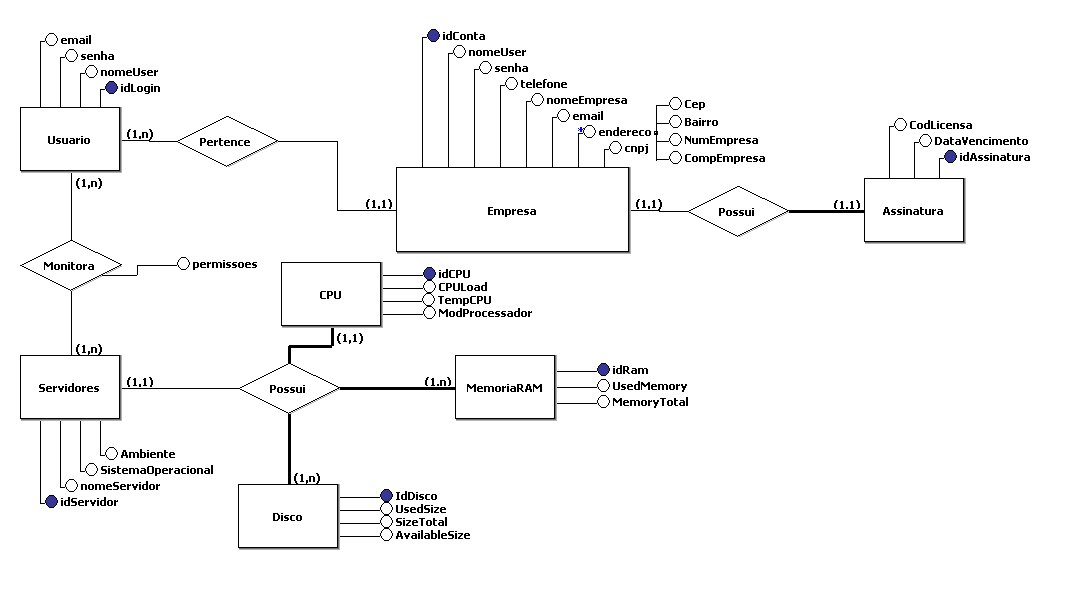 email
senha
nomeUser
idLogin
Usuario
(1,n)
Pertence
(1,1)
idConta
nomeUser
senha
telefone
nomeEmpresa
email
* endereco
cnpj
Cep
Bairro
NumEmpresa
CompEmpresa
Empresa
(1,1)
Possui
(1.1)
CodLicensa
DataVencimento
idAssinatura
Assinatura
(1,n)
Monitora
permissoes
(1,n)
CPU
idCPU
CPULoad
TempCPU
ModProcessador
(1,1)
Servidores
(1,1)
Possui
(1.n)
MemoriaRAM
idRam
UsedMemory
MemoryTotal
Ambiente
SistemaOperacional
nomeServidor
idServidor
(1,n)
Disco
IdDisco
UsedSize
SizeTotal
AvailableSize